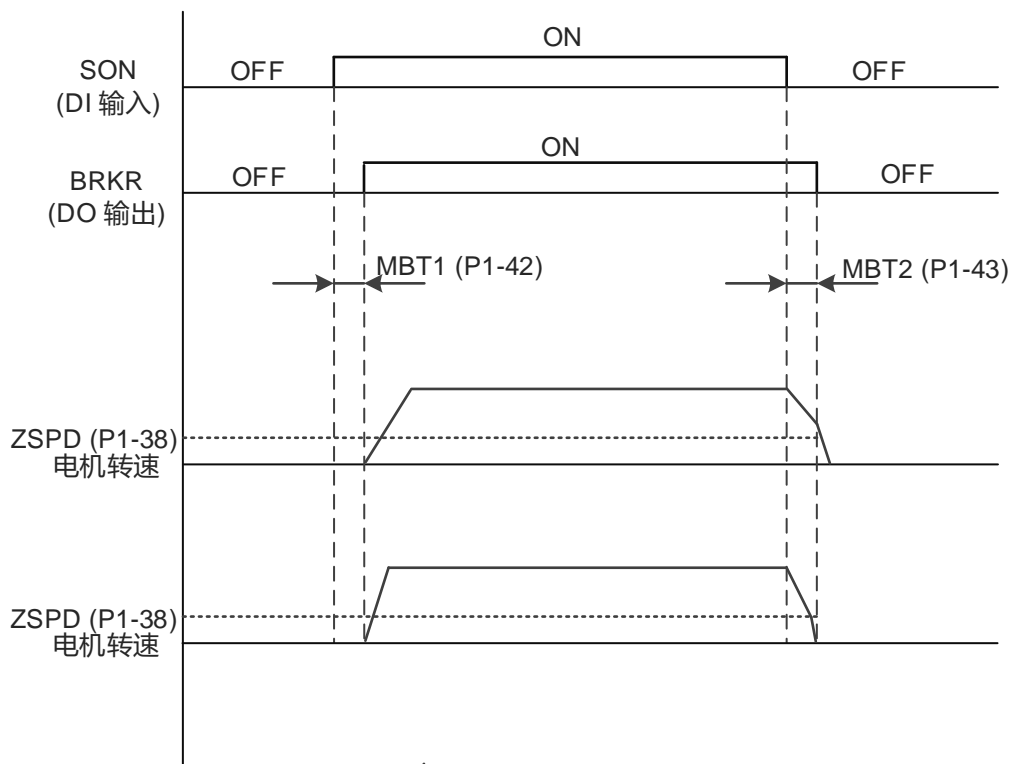 ON
SON
(DI 输入)
OFF
OFF
ON
BRKR
(DO 输出)
OFF
OFF
MBT1 (P1-42)
MBT2 (P1-43)
ZSPD (P1-38)
电机转速
ZSPD (P1-38)
电机转速